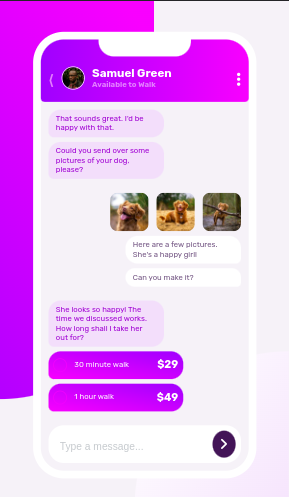 Samuel Green
Available to Walk
That sounds great. I'd be
happy with that.
Could you send over some
pictures of your dog,
please?
Here are a few pictures.
She's a happy girl!
Can you make it?
She looks so happy! The
time we discussed works.
How long shall I take her
out for?
30 minute walk $29
1 hour walk $49
Type a message...